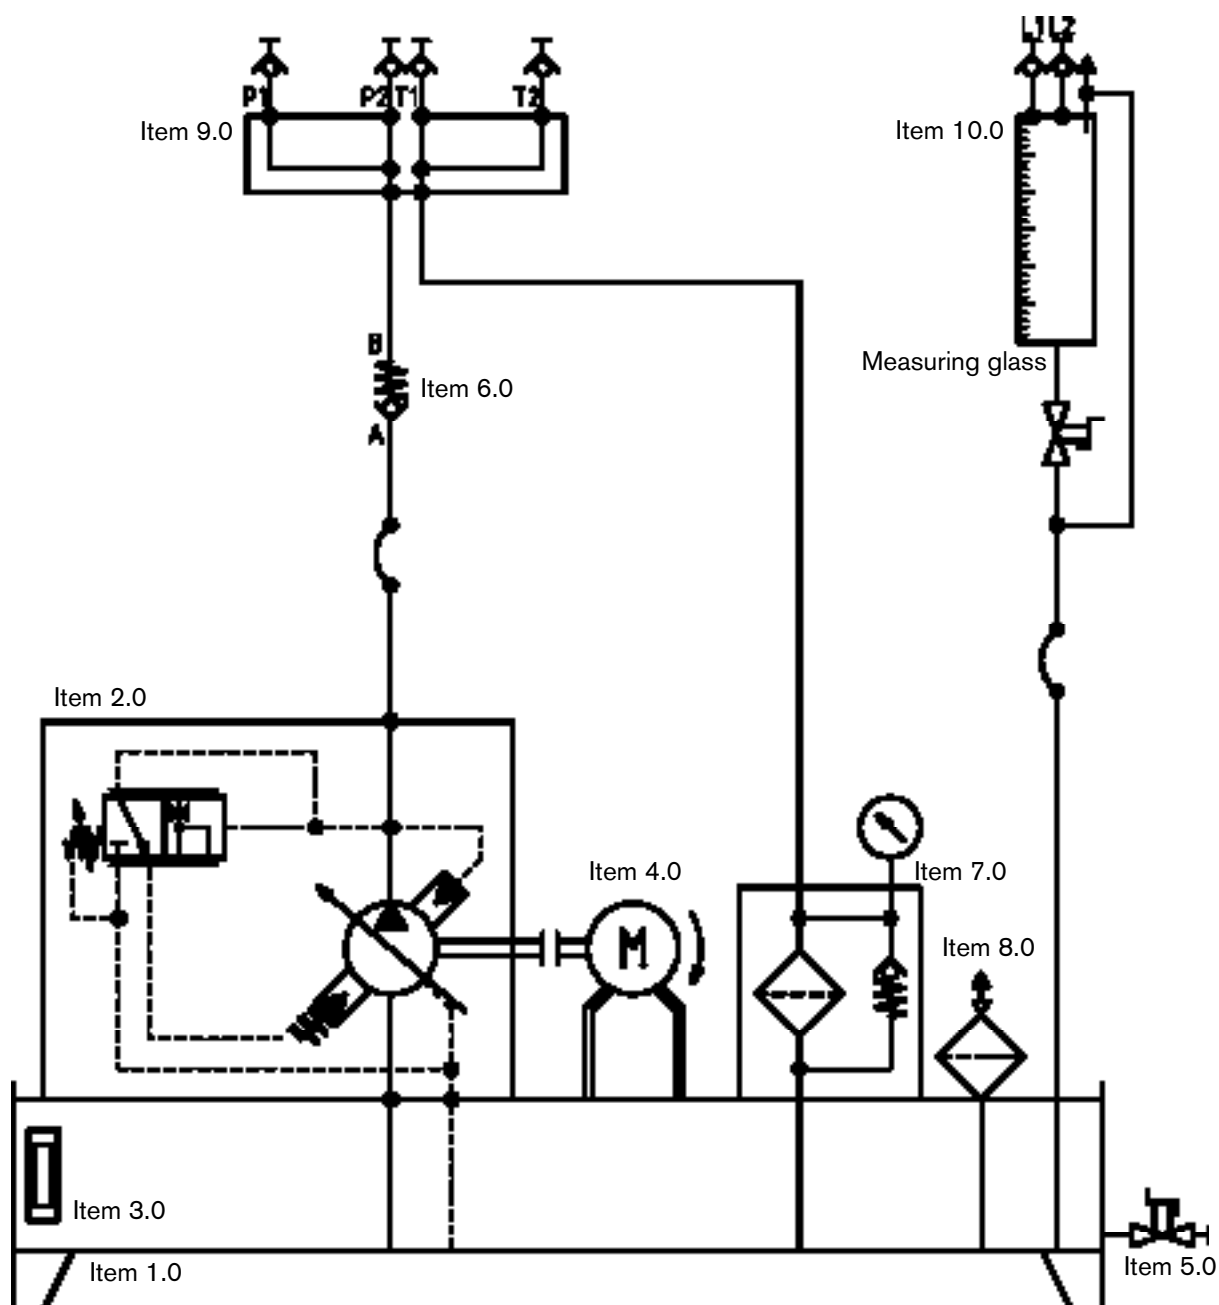 L1 L2
P1 P2 T1 T2
Item 9.0
Item 10.0
B
Measuring glass
Item 6.0
A
Item 2.0
Item 4.0
Item 7.0
M
Item 8.0
Item 3.0
Item 1.0
Item 5.0